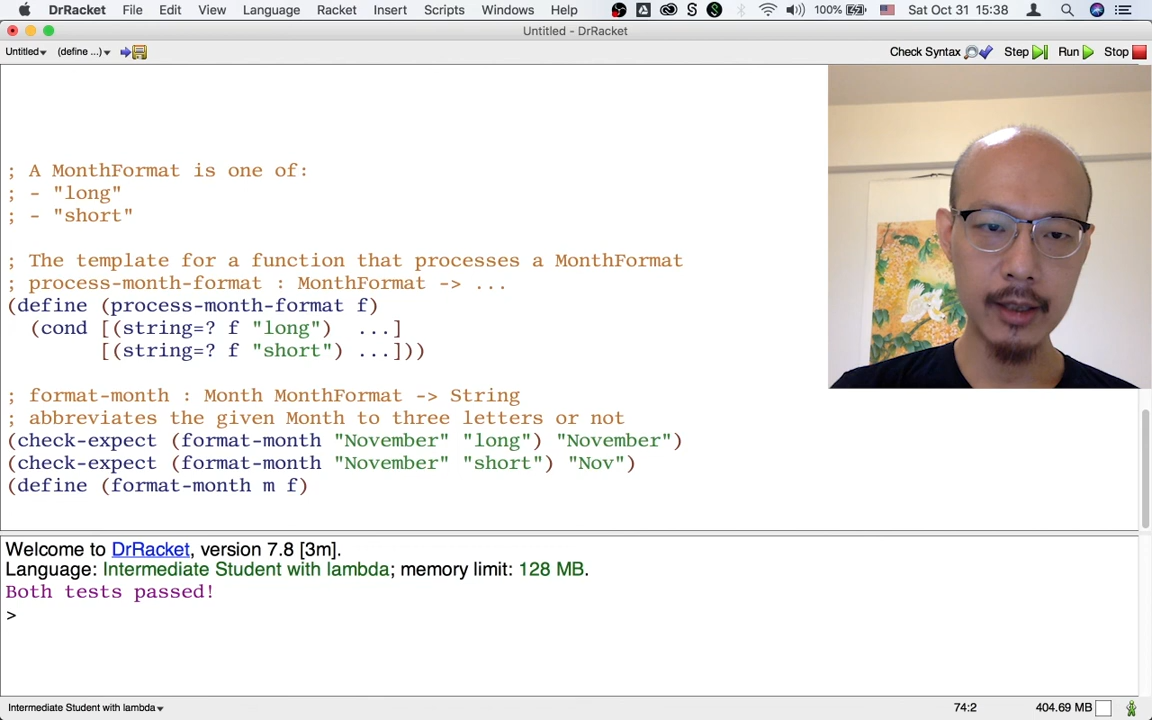 DrRacket File Edit View Language Racket Insert Scripts Windows Help 100% Sat Oct 31 15:38
Untitled - DrRacket
Untitled (define ...) Check Syntax Step Run Stop
; A MonthFormat is one of:
; - "long"
; - "short"
; The template for a function that processes a MonthFormat
; process-month-format : MonthFormat -> ...
(define (process-month-format f)
(cond [(string=? f "long") ...]
[(string=? f "short") ...]))
; format-month : Month MonthFormat -> String
; abbreviates the given Month to three letters or not
(check-expect (format-month "November" "long") "November")
(check-expect (format-month "November" "short") "Nov")
(define (format-month m f)
Welcome to DrRacket, version 7.8 [3m].
Language: Intermediate Student with lambda; memory limit: 128 MB.
Both tests passed!
>
Intermediate Student with lambda 74:2 404.69 MB